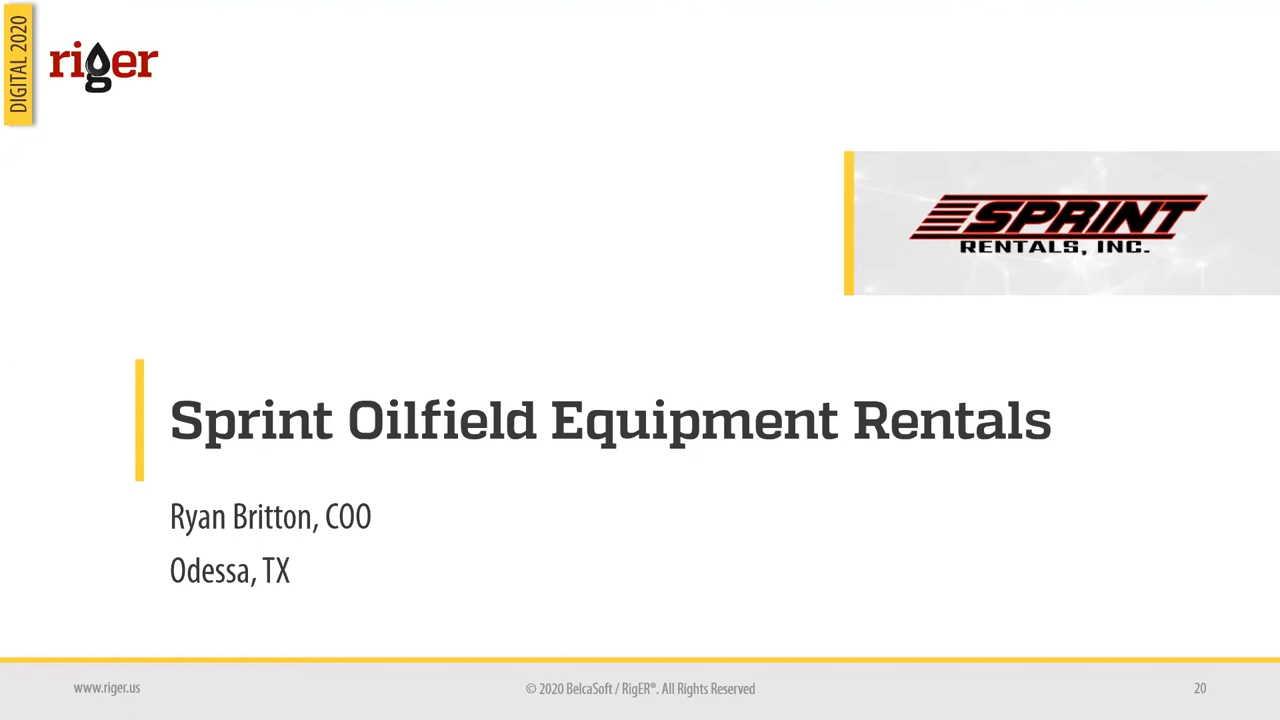 DIGITAL 2020
riger
SPRINT
RENTALS, INC.
Sprint Oilfield Equipment Rentals
Ryan Britton, COO
Odessa, TX
www.riger.us
© 2020 BelcaSoft / RigER®. All Rights Reserved
20